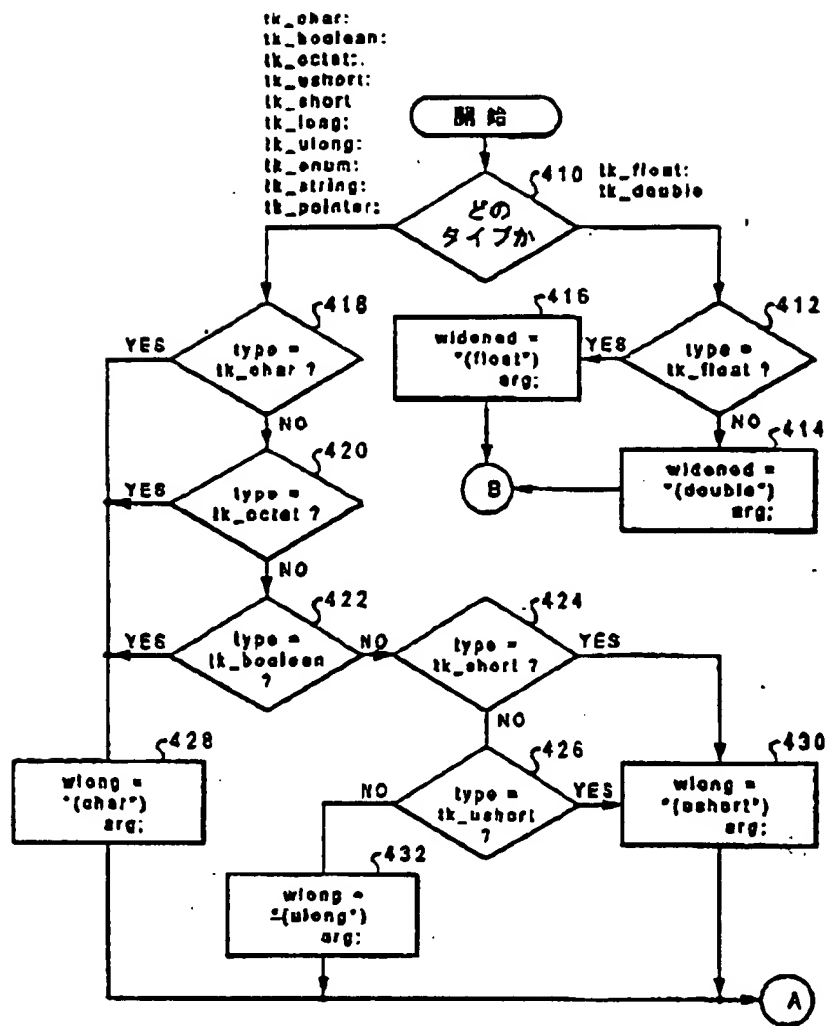 tk_char:
tk_boolean:
tk_octet:.
tk_ushort:
tk_short
tk_long:
tk_ulong:
tk_enum:
tk_string:
tk_pointer:
開始
410
tk_float:
tk_double
どの
タイプか
418
YES
type =
tk_char ?
NO
416
widened =
"(float")
arg;
412
YES
type =
tk_float ?
NO
414
widened =
"(double")
arg;
B
420
YES
type =
tk_octet ?
NO
422
YES
type =
tk_boolean
?
NO
424
type =
tk_short ?
YES
NO
426
NO
type =
tk_ushort
?
YES
428
wlong =
"(char")
arg;
430
wlong =
"(ushort")
arg;
432
wlong =
"(ulong")
arg;
A